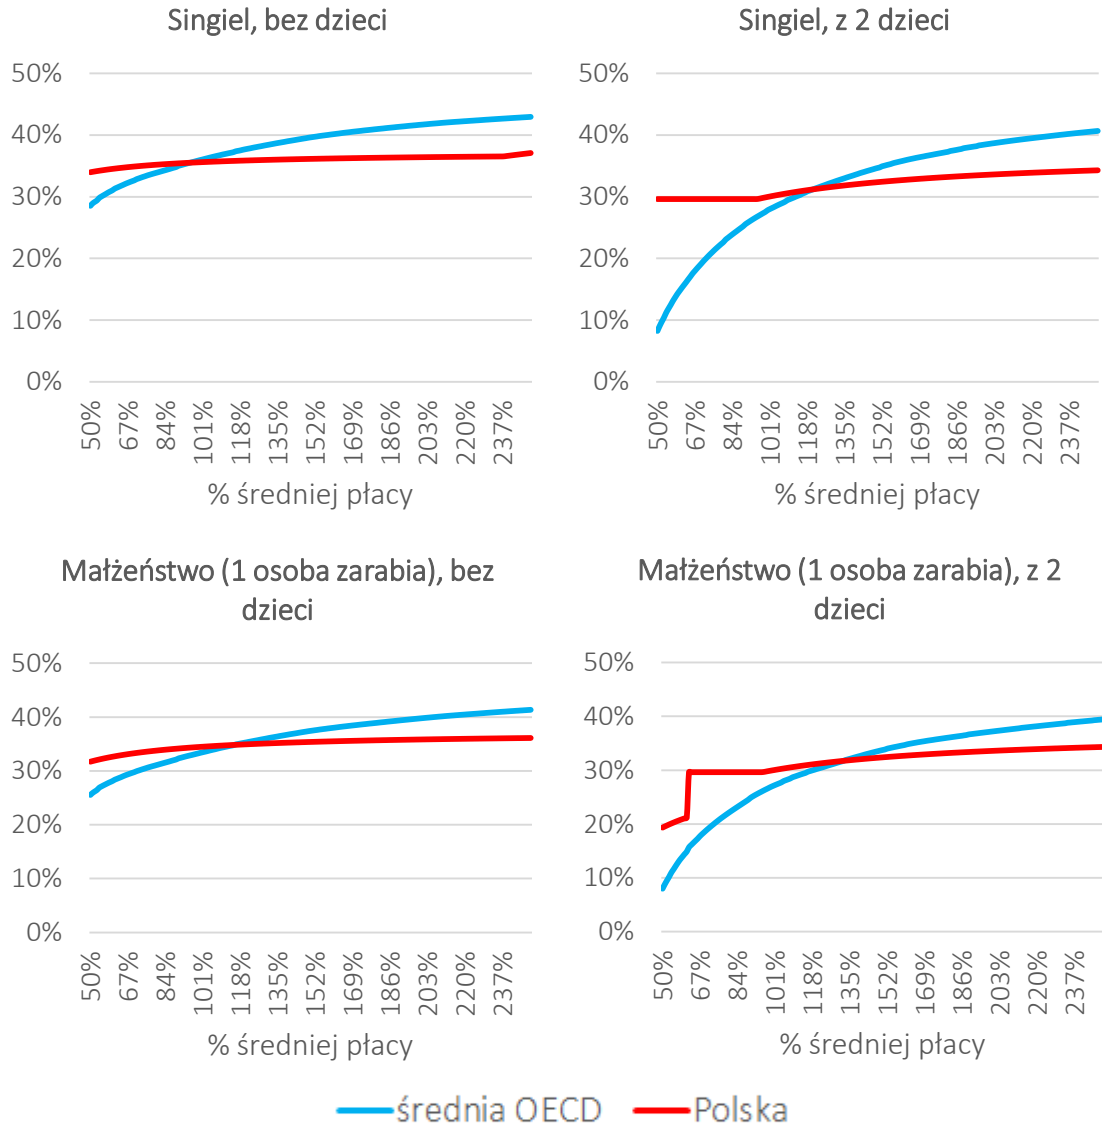 Singiel, bez dzieci
50%
40%
30%
20%
10%
0%
50% 67% 84% 101% 118% 135% 152% 169% 186% 203% 220% 237%
% średniej płacy
Singiel, z 2 dzieci
50%
40%
30%
20%
10%
0%
50% 67% 84% 101% 118% 135% 152% 169% 186% 203% 220% 237%
% średniej płacy
Małżeństwo (1 osoba zarabia), bez
dzieci
50%
40%
30%
20%
10%
0%
50% 67% 84% 101% 118% 135% 152% 169% 186% 203% 220% 237%
% średniej płacy
Małżeństwo (1 osoba zarabia), z 2
dzieci
50%
40%
30%
20%
10%
0%
50% 67% 84% 101% 118% 135% 152% 169% 186% 203% 220% 237%
% średniej płacy
średnia OECD Polska